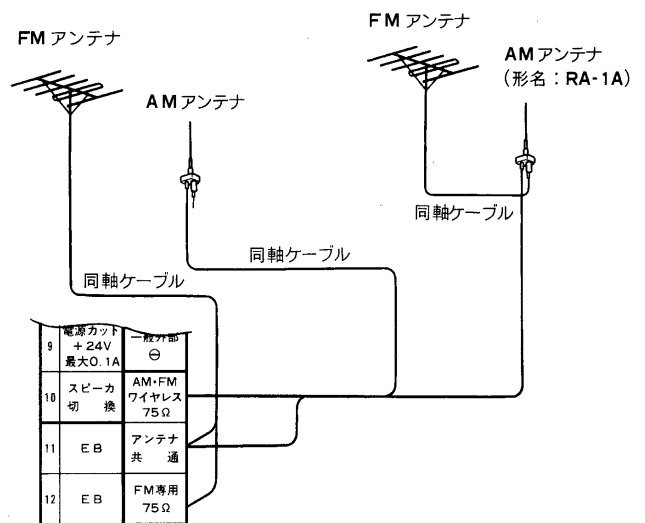 FMアンテナ
AMアンテナ
FMアンテナ
AMアンテナ
(形名：RA-1A)
同軸ケーブル
同軸ケーブル
同軸ケーブル
9
電源カット
+24V
最大0.1A
一般外部
⊖
10
スピーカ
切換
AM・FM
ワイヤレス
75Ω
11
EB
アンテナ
共通
12
EB
FM専用
75Ω